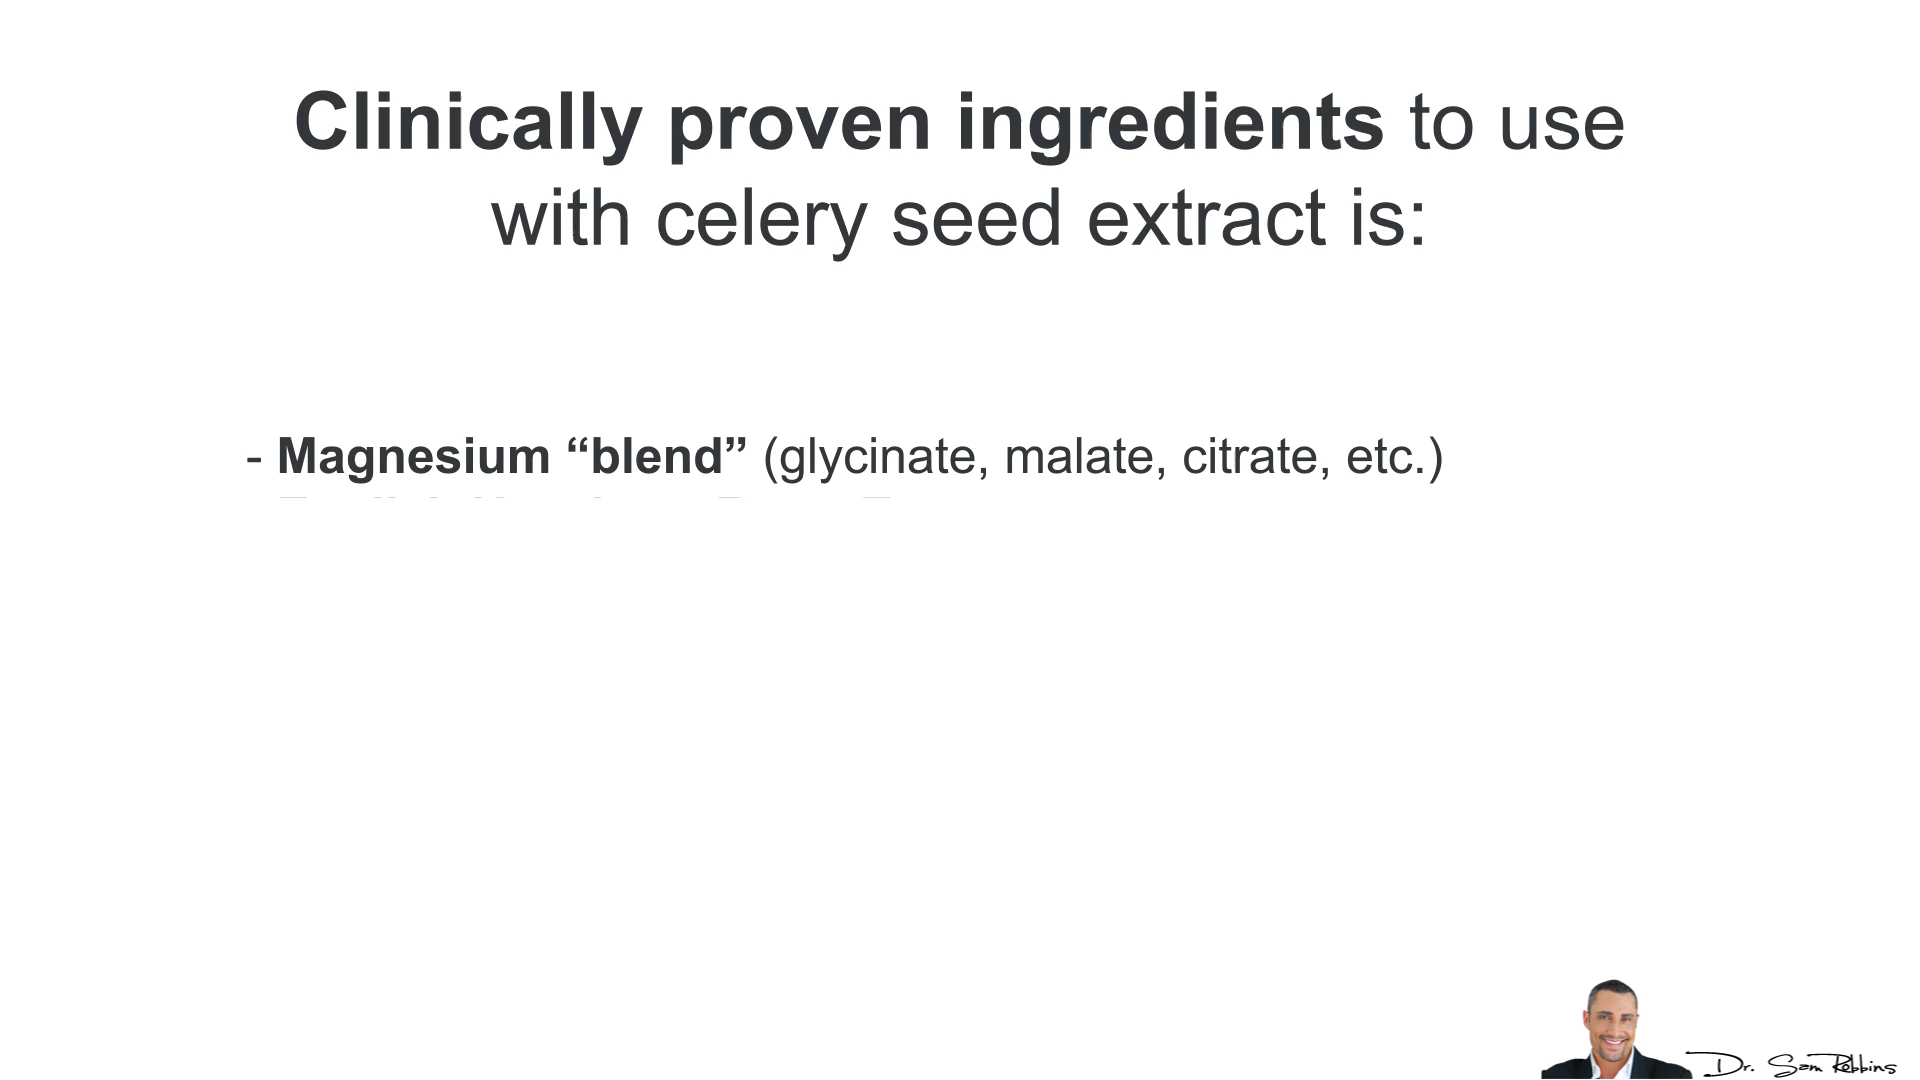 Clinically proven ingredients to use
with celery seed extract is:
- Magnesium “blend” (glycinate, malate, citrate, etc.)
Dr. Sam Robbins